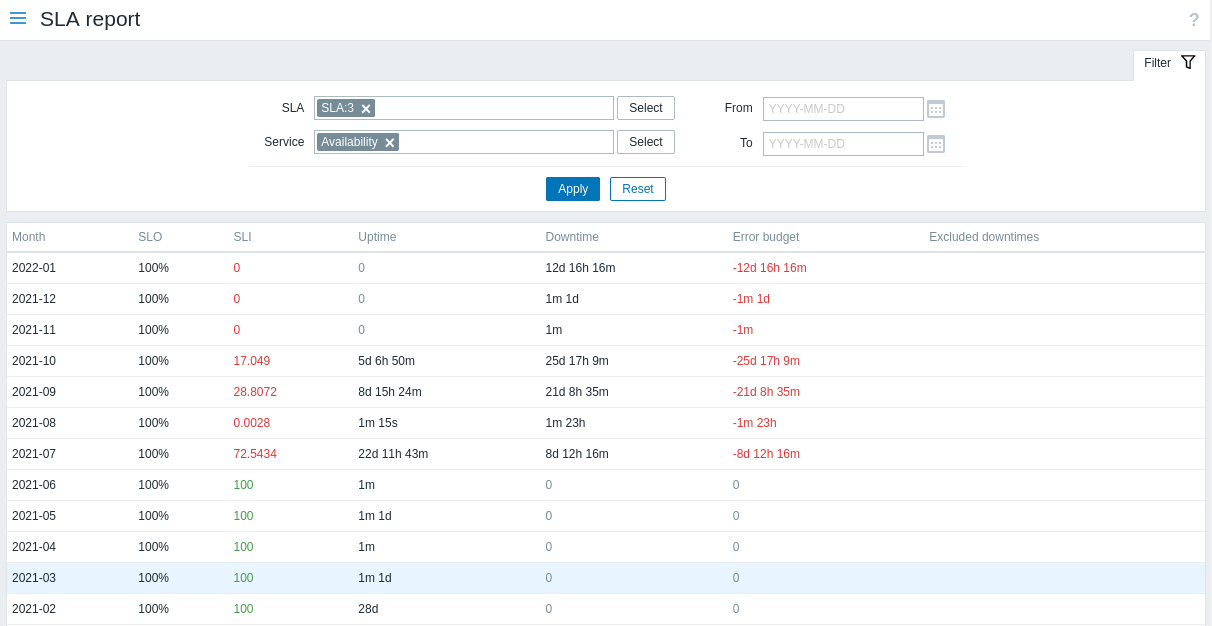 SLA report ?
Filter
SLA SLA:3 Select From YYYY-MM-DD
Service Availability Select To YYYY-MM-DD
Apply Reset
Month SLO SLI Uptime Downtime Error budget Excluded downtimes
2022-01 100% 0 0 12d 16h 16m -12d 16h 16m
2021-12 100% 0 0 1m 1d -1m 1d
2021-11 100% 0 0 1m -1m
2021-10 100% 17.049 5d 6h 50m 25d 17h 9m -25d 17h 9m
2021-09 100% 28.8072 8d 15h 24m 21d 8h 35m -21d 8h 35m
2021-08 100% 0.0028 1m 15s 1m 23h -1m 23h
2021-07 100% 72.5434 22d 11h 43m 8d 12h 16m -8d 12h 16m
2021-06 100% 100 1m 0 0
2021-05 100% 100 1m 1d 0 0
2021-04 100% 100 1m 0 0
2021-03 100% 100 1m 1d 0 0
2021-02 100% 100 28d 0 0